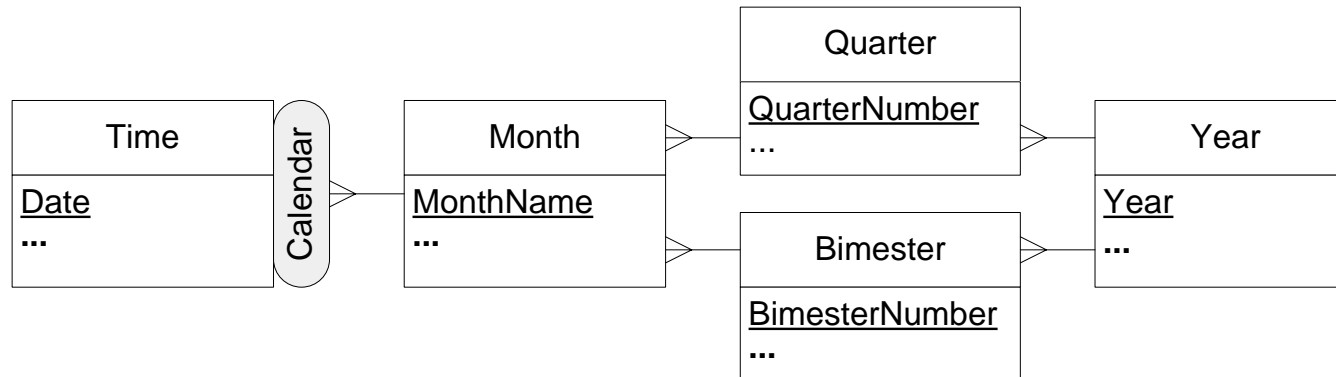 Time
Date
...
Calendar
Month
MonthName
...
Quarter
QuarterNumber
...
Bimester
BimesterNumber
...
Year
Year
...